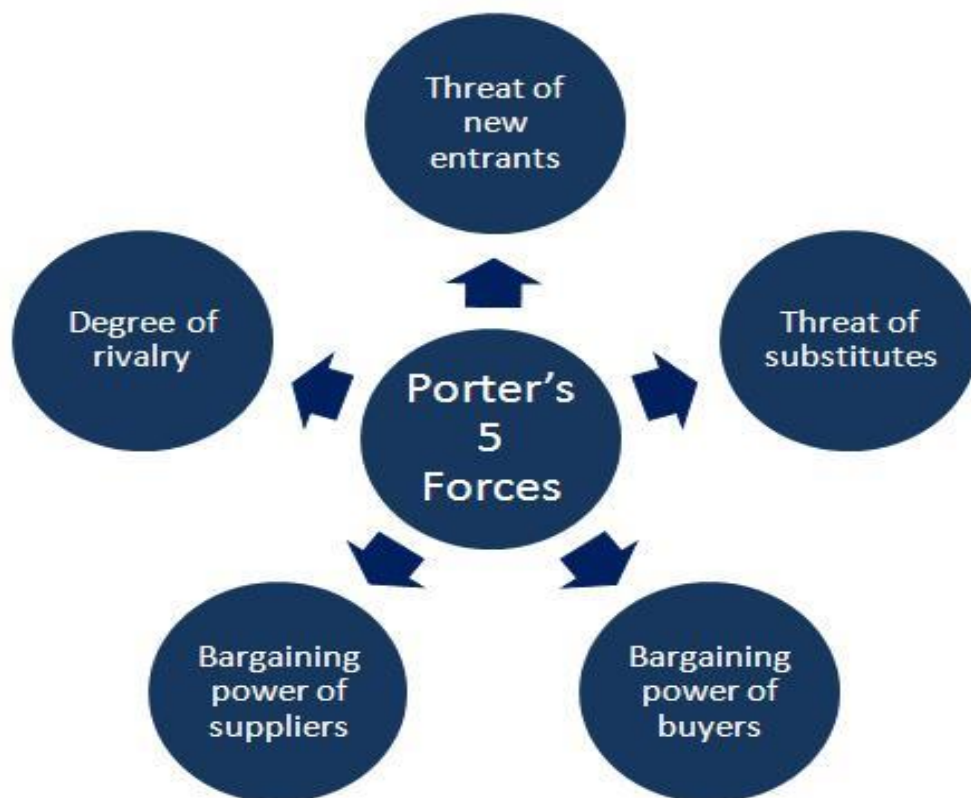 Threat of
new
entrants
Degree of
rivalry
Threat of
substitutes
Porter’s
5
Forces
Bargaining
power of
suppliers
Bargaining
power of
buyers